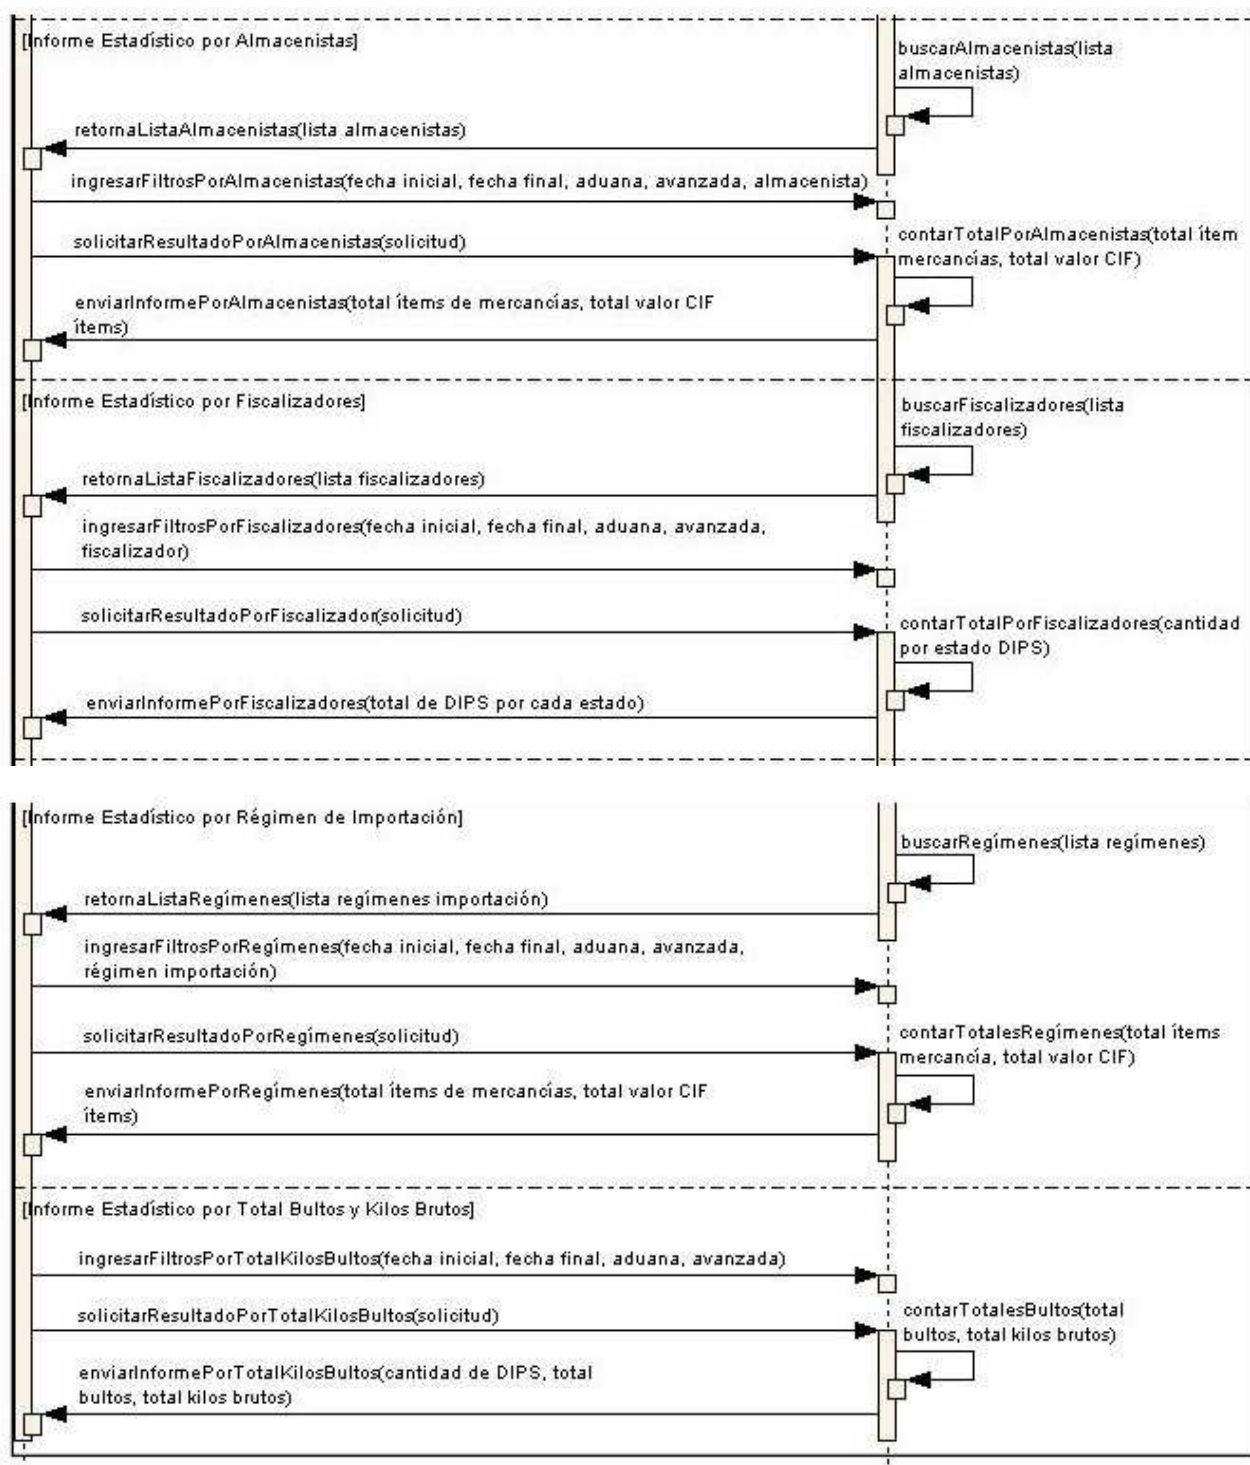 [Informe Estadístico por Almacenistas]
buscarAlmacenistas(lista
almacenistas)
retornaListaAlmacenistas(lista almacenistas)
ingresarFiltrosPorAlmacenistas(fecha inicial, fecha final, aduana, avanzada, almacenista)
solicitarResultadoPorAlmacenistas(solicitud)
contarTotalPorAlmacenistas(total ítem
mercancías, total valor CIF)
enviarInformePorAlmacenistas(total ítems de mercancías, total valor CIF
ítems)
[Informe Estadístico por Fiscalizadores]
buscarFiscalizadores(lista
fiscalizadores)
retornaListaFiscalizadores(lista fiscalizadores)
ingresarFiltrosPorFiscalizadores(fecha inicial, fecha final, aduana, avanzada,
fiscalizador)
solicitarResultadoPorFiscalizador(solicitud)
contarTotalPorFiscalizadores(cantidad
por estado DIPS)
enviarInformePorFiscalizadores(total de DIPS por cada estado)
[Informe Estadístico por Régimen de Importación]
buscarRegímenes(lista regímenes)
retornaListaRegímenes(lista regímenes importación)
ingresarFiltrosPorRegímenes(fecha inicial, fecha final, aduana, avanzada,
régimen importación)
solicitarResultadoPorRegímenes(solicitud)
contarTotalesRegímenes(total ítems
mercancía, total valor CIF)
enviarInformePorRegímenes(total ítems de mercancías, total valor CIF
ítems)
[Informe Estadístico por Total Bultos y Kilos Brutos]
ingresarFiltrosPorTotalKilosBultos(fecha inicial, fecha final, aduana, avanzada)
solicitarResultadoPorTotalKilosBultos(solicitud)
contarTotalesBultos(total
bultos, total kilos brutos)
enviarInformePorTotalKilosBultos(cantidad de DIPS, total
bultos, total kilos brutos)